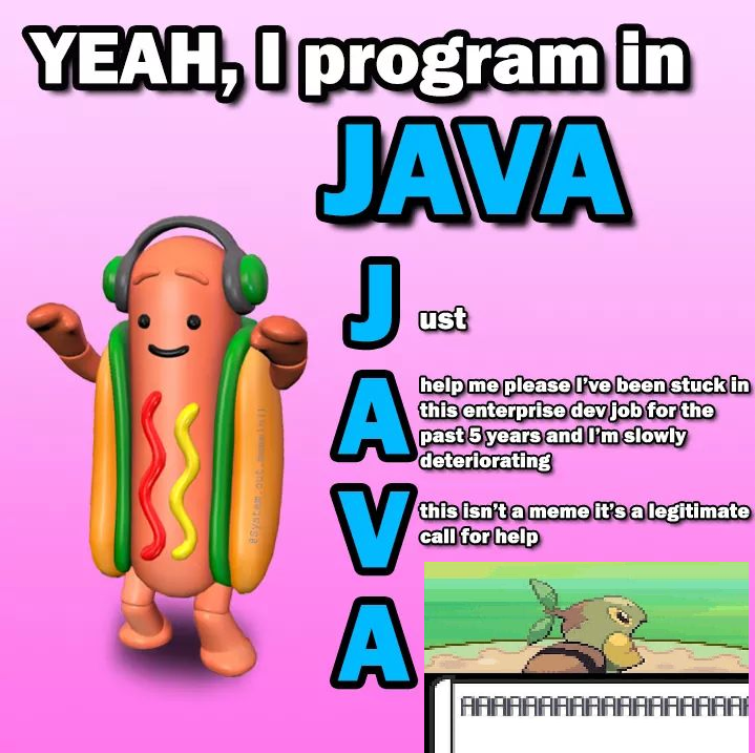 YEAH, I program in
JAVA
J ust
A help me please I've been stuck in
this enterprise dev job for the
past 5 years and I'm slowly
deteriorating
V this isn't a meme it's a legitimate
call for help
A
AAAAAAAAAAAAAAAAAAAA